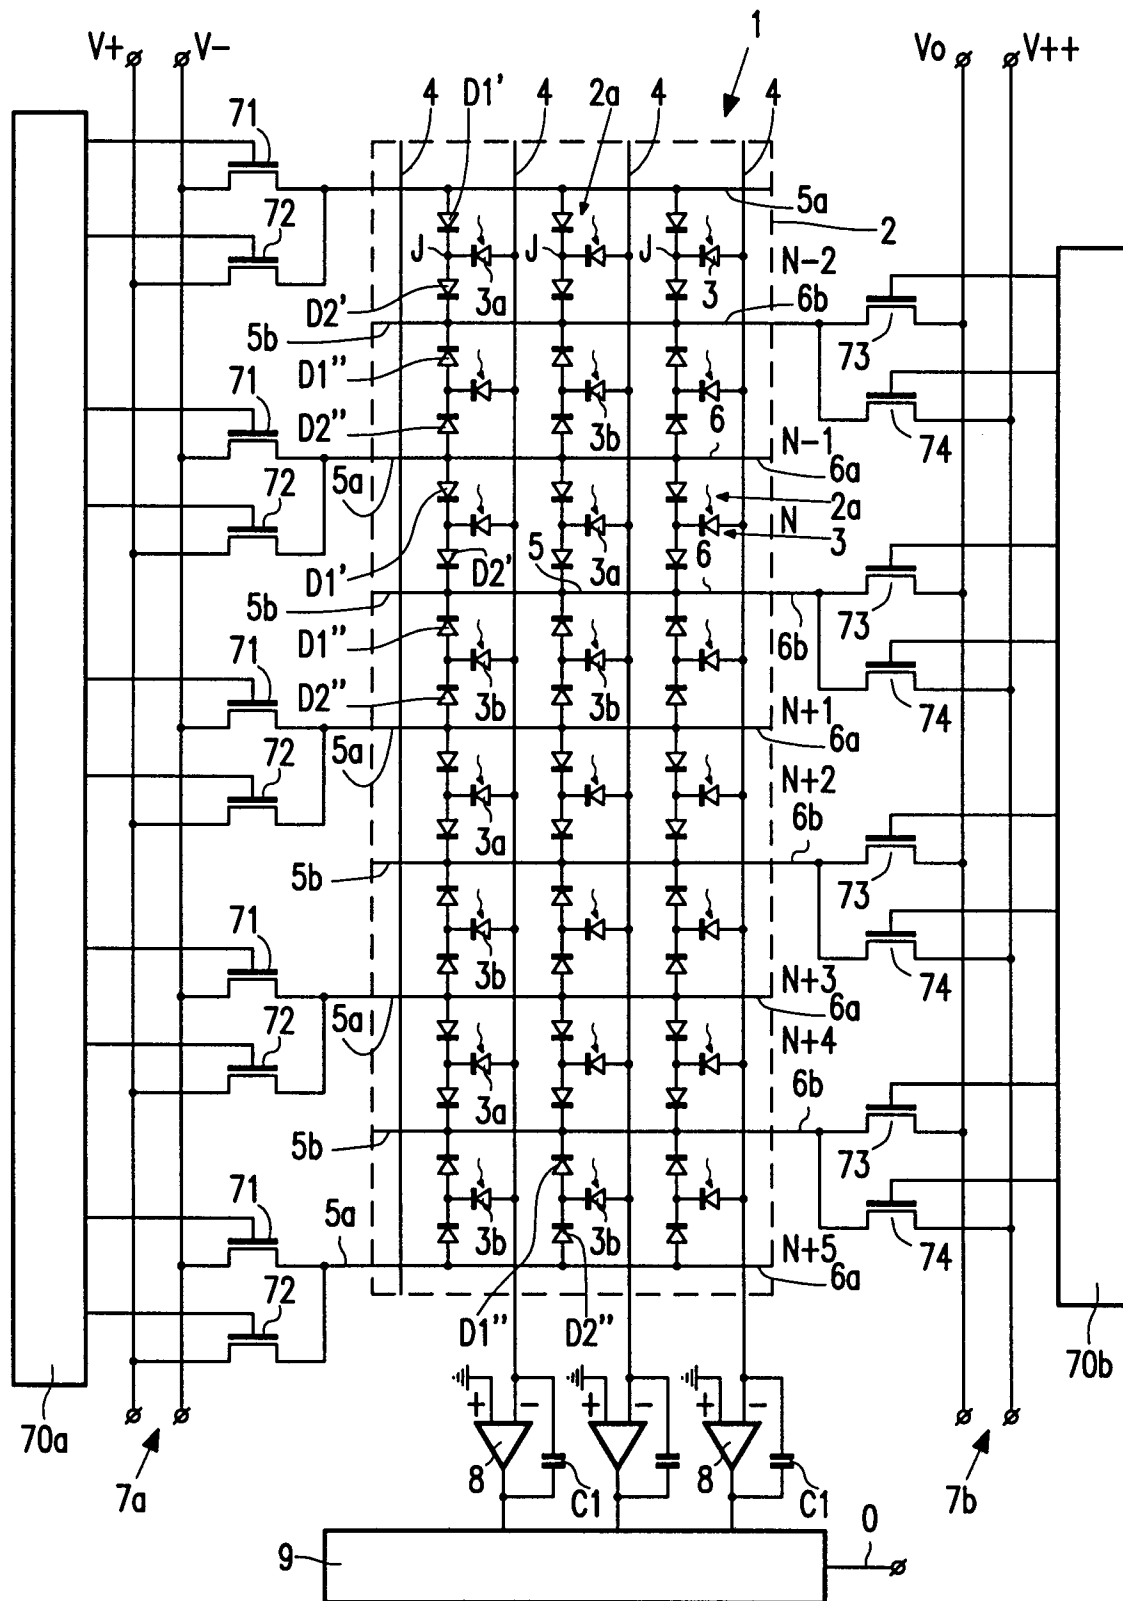 1
V+ V- Vo V++
4 D1' 4 2a 4 4
71
5a
2
72
J J J N-2
3a 3
D2' 6b
5b
73
D1''
71
3b
6
D2'' N-1
74
5a 6a
72
2a
N
3
D1' D2' 3a
5 6
5b
73
D1'' 6b
71
D2'' 3b 3b
N+1
74
5a 6a
72
N+2
3a 6b
5b
73
71
3b
N+3
74
5a 6a
72
N+4
3a 6b
5b
73
71
5a
3b 3b N+5
74
6a
72
D1'' D2''
70b
+ - + - + -
70a
8 8
7a C1 C1 7b
O
9